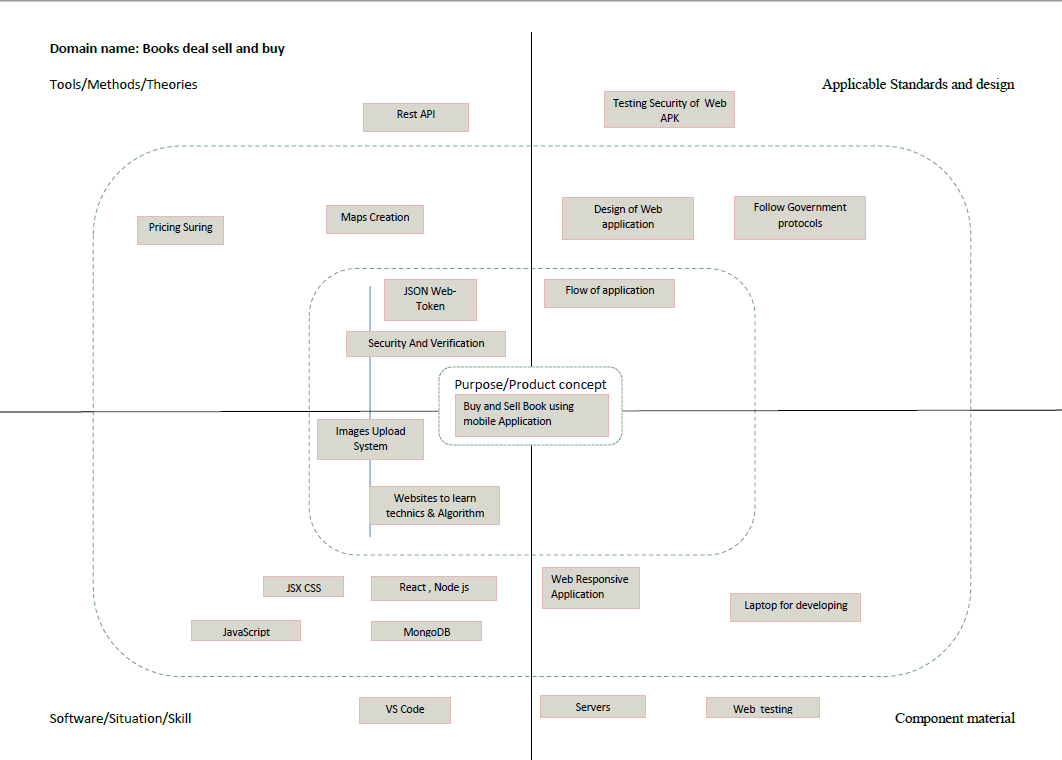 Domain name: Books deal sell and buy
Tools/Methods/Theories
Applicable Standards and design
Rest API
Testing Security of Web
APK
Pricing Suring
Maps Creation
Design of Web
application
Follow Government
protocols
JSON Web-
Token
Flow of application
Security And Verification
Purpose/Product concept
Buy and Sell Book using
mobile Application
Images Upload
System
Websites to learn
technics & Algorithm
JSX CSS
React , Node js
Web Responsive
Application
Laptop for developing
JavaScript
MongoDB
VS Code
Servers
Web testing
Software/Situation/Skill
Component material